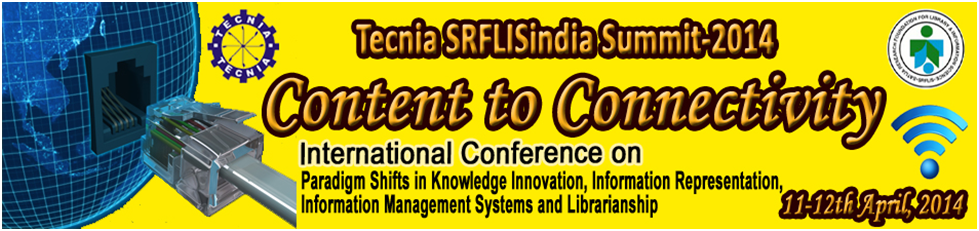 TECNIA
TECNIA
Tecnia SRFLISindia Summit-2014
Content to Connectivity
International Conference on
Paradigm Shifts in Knowledge Innovation, Information Representation,
Information Management Systems and Librarianship
11-12th April, 2014